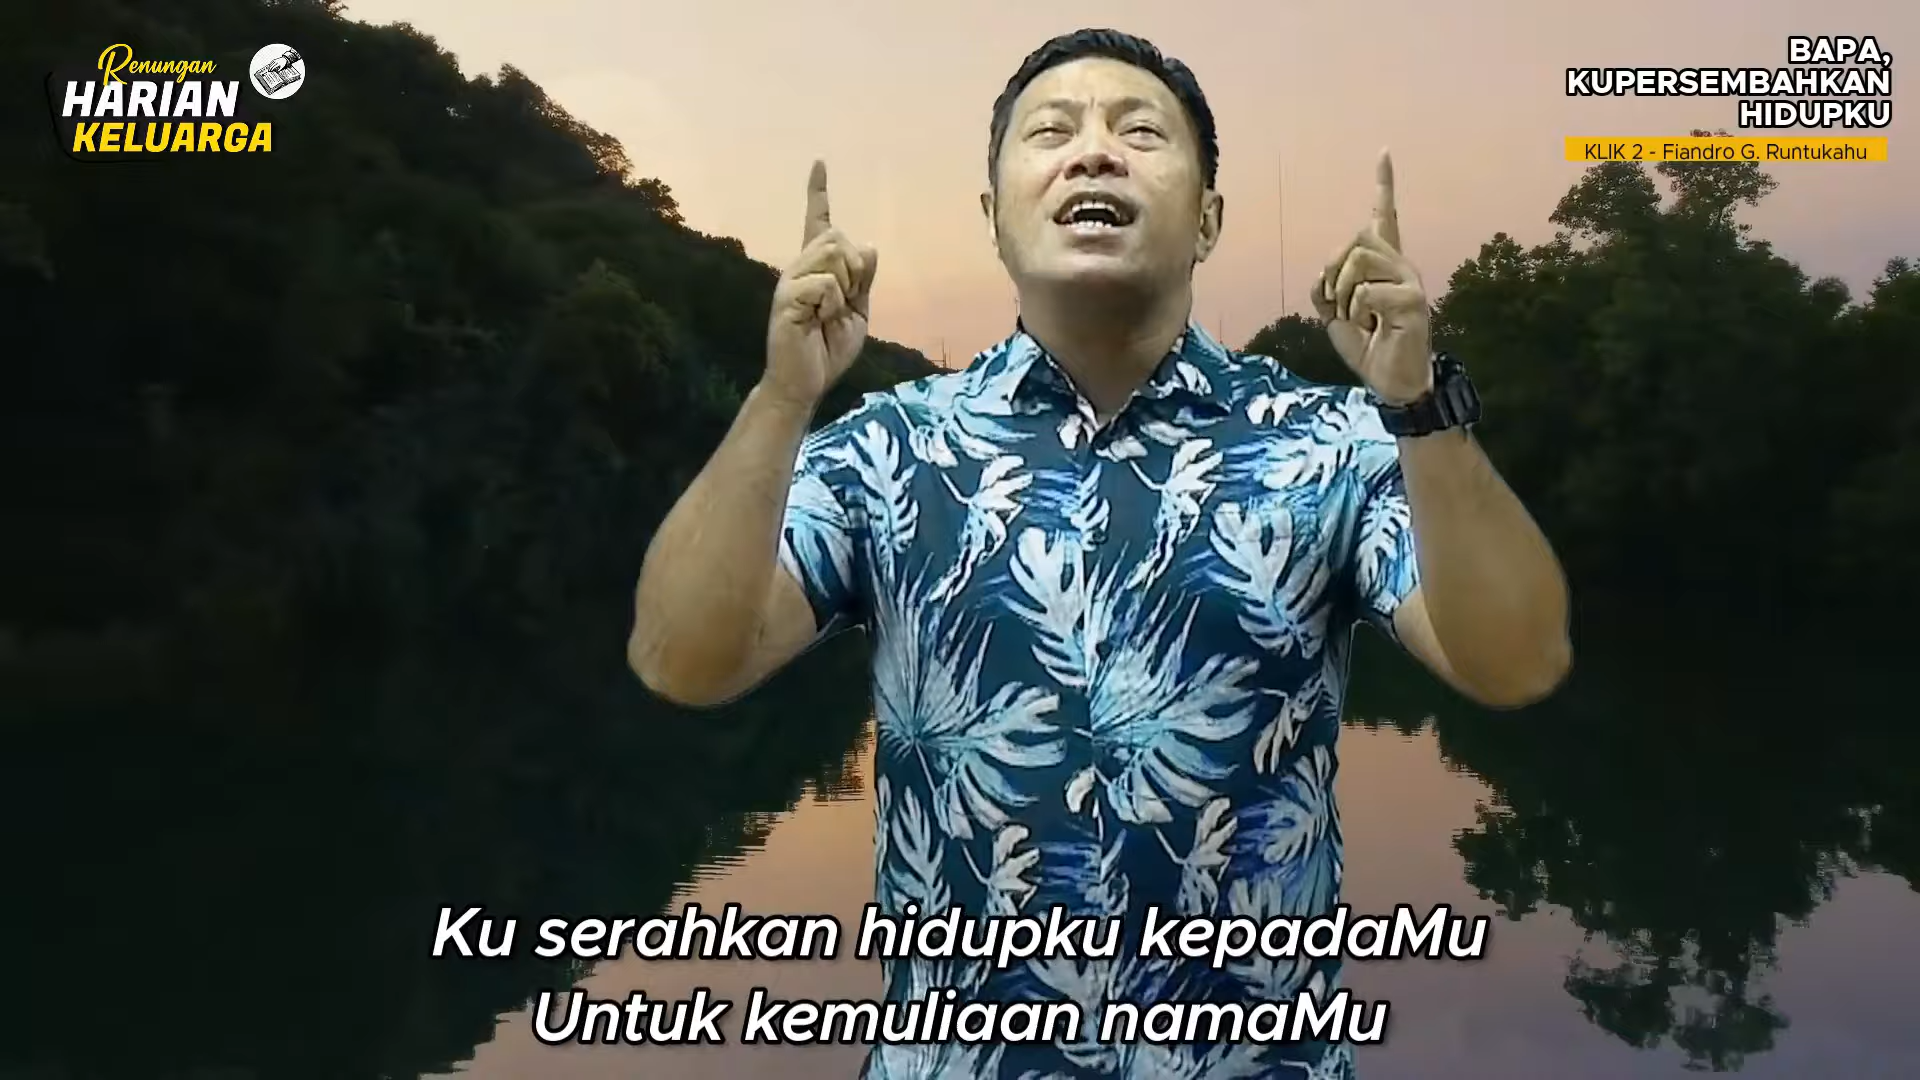 Renungan
HARIAN
KELUARGA
BAPA,
KUPERSEMBAHKAN
HIDUPKU
KLIK 2 - Fiandro G. Runtukahu
Ku serahkan hidupku kepadaMu
Untuk kemuliaan namaMu